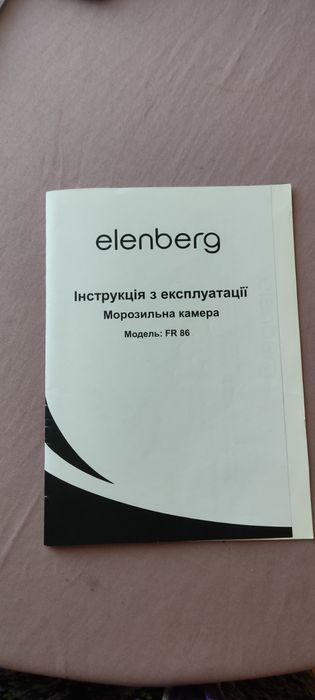 elenberg
Інструкція з експлуатації
Морозильна камера
Модель: FR 86